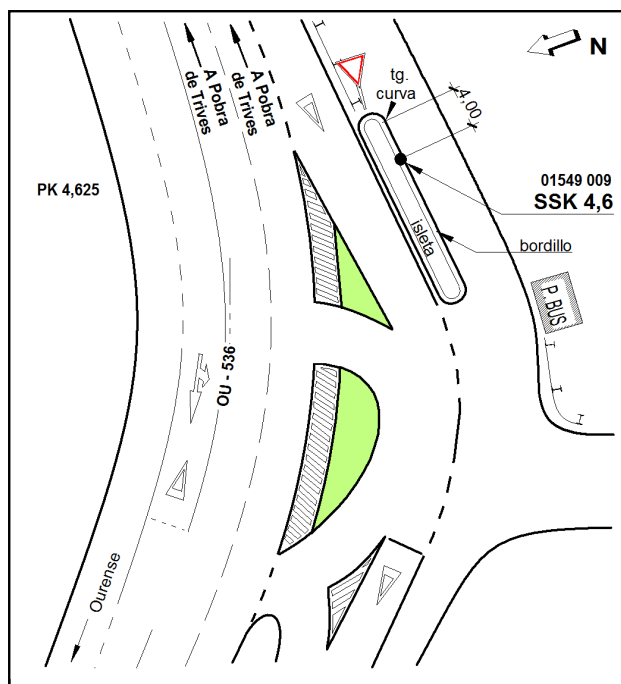 N
A Pobra
de Trives
A Pobra
de Trives
tg.
curva
4,00
PK 4,625
01549 009
SSK 4,6
isleta
bordillo
P. BUS
OU - 536
Ourense